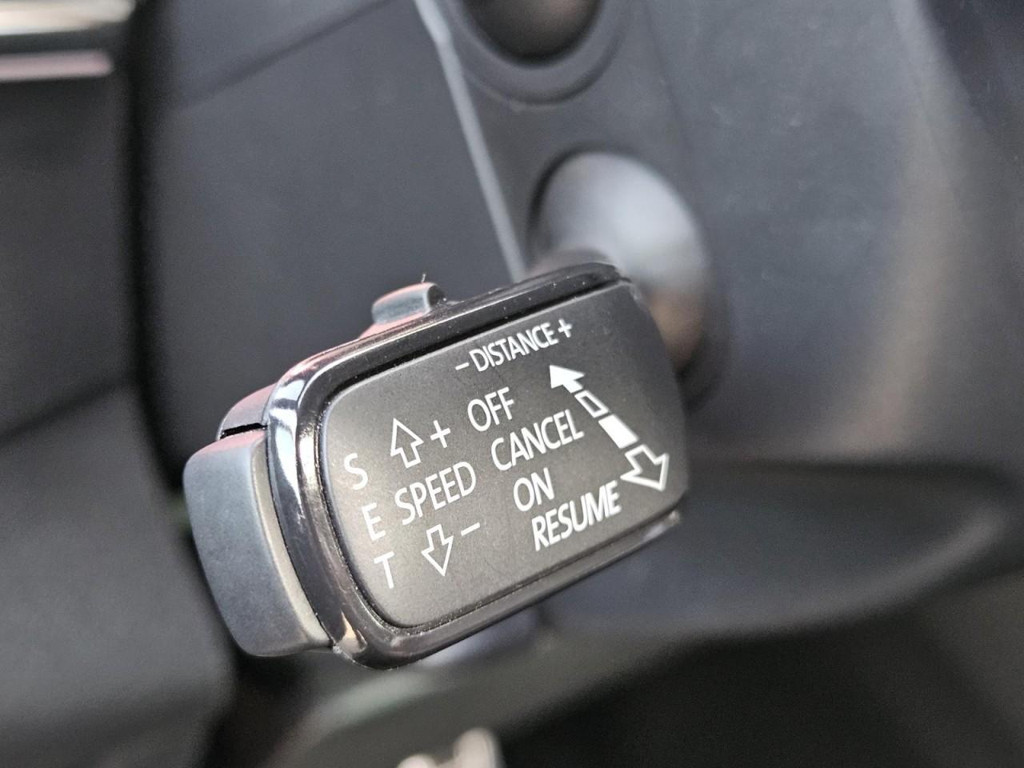 - DISTANCE +
S
E
T
+
SPEED
-
OFF
CANCEL
ON
RESUME